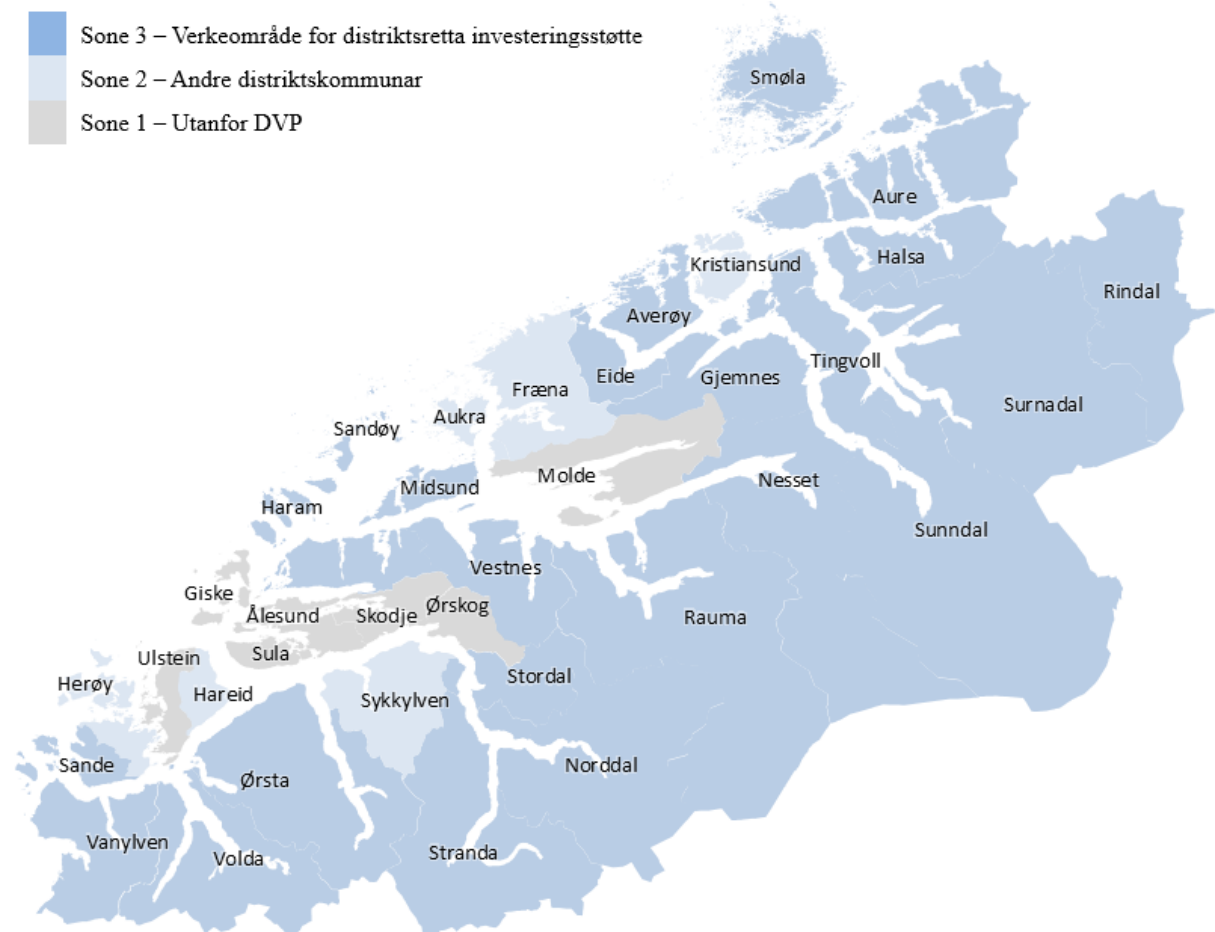 Sone 3 – Verkeområde for distriktsretta investeringsstøtte
Sone 2 – Andre distriktskommunar
Sone 1 – Utanfor DVP
Smøla
Aure
Halsa
Kristiansund
Rindal
Averøy
Tingvoll
Eide
Gjemnes
Fræna
Surnadal
Aukra
Sandøy
Molde
Nesset
Midsund
Haram
Sunndal
Vestnes
Giske
Ålesund
Skodje
Ørskog
Rauma
Sula
Ulstein
Stordal
Herøy
Hareid
Sykkylven
Sande
Norddal
Ørsta
Vanylven
Volda
Stranda